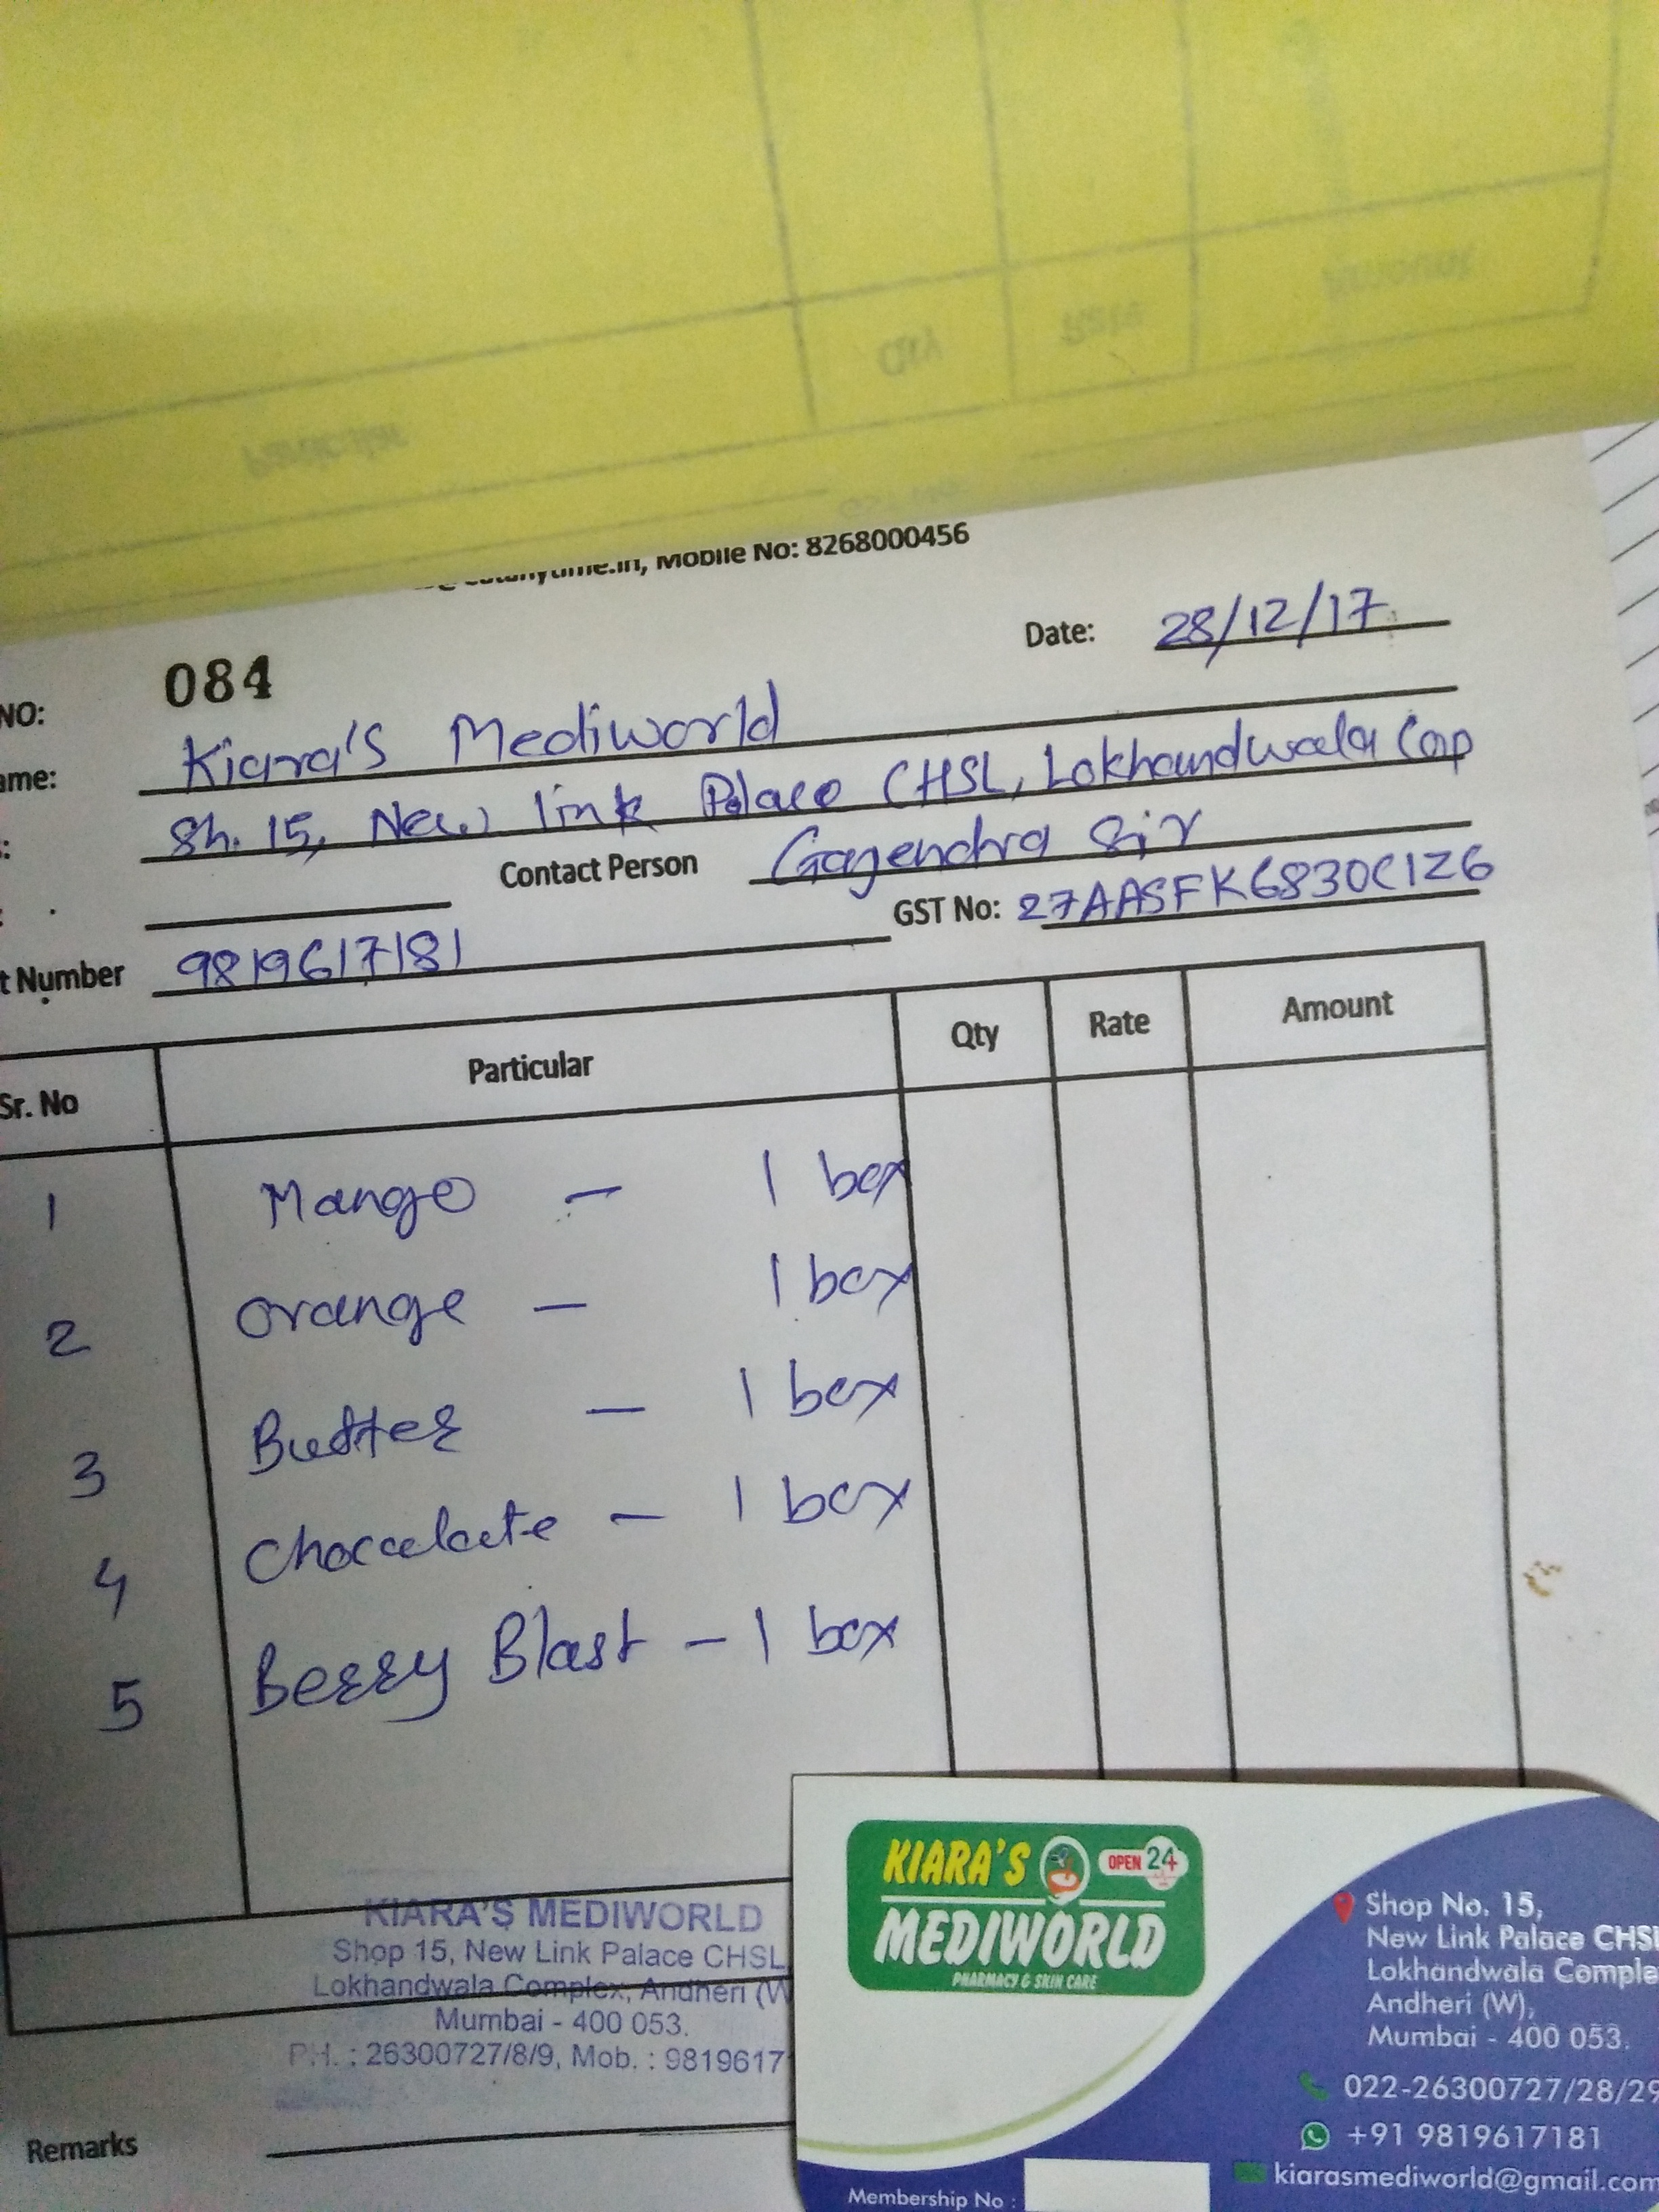 Mobile No: 8268000456
Date: 28/12/17
NO: 084
ame: Kiara's Mediworld
s: Sh. 15, New link Palace CHSL, Lokhandwala Cop
Contact Person Gajendra Sir
t Number 9819617181 GST No: 27AASFK6830C1Z6
Sr. No Particular Qty Rate Amount
1 Mango - 1 box
2 Orange - 1 box
3 Butter - 1 box
4 Chocalate - 1 box
5 Berry Blast - 1 box
KIARA'S MEDIWORLD
Shop 15, New Link Palace CHSL
Lokhandwala Complex, Andheri (W
Mumbai - 400 053.
PH. : 26300727/8/9, Mob. : 9819617
Remarks
KIARA'S OPEN 24
MEDIWORLD
PHARMACY & SKIN CARE
Shop No. 15,
New Link Palace CHSL
Lokhandwala Comple
Andheri (W),
Mumbai - 400 053.
022-26300727/28/29
+91 9819617181
kiarasmediworld@gmail.com
Membership No :
Particular Qty Rate Amount